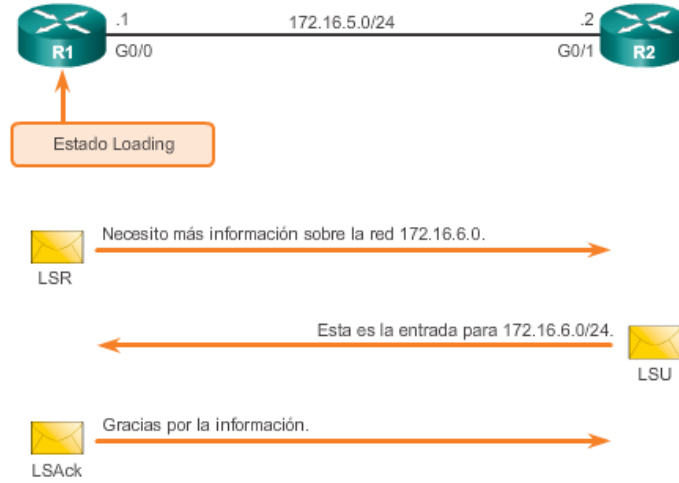 .1 172.16.5.0/24 .2
R1 G0/0 G0/1 R2
Estado Loading
Necesito más información sobre la red 172.16.6.0.
LSR
Esta es la entrada para 172.16.6.0/24.
LSU
Gracias por la información.
LSAck